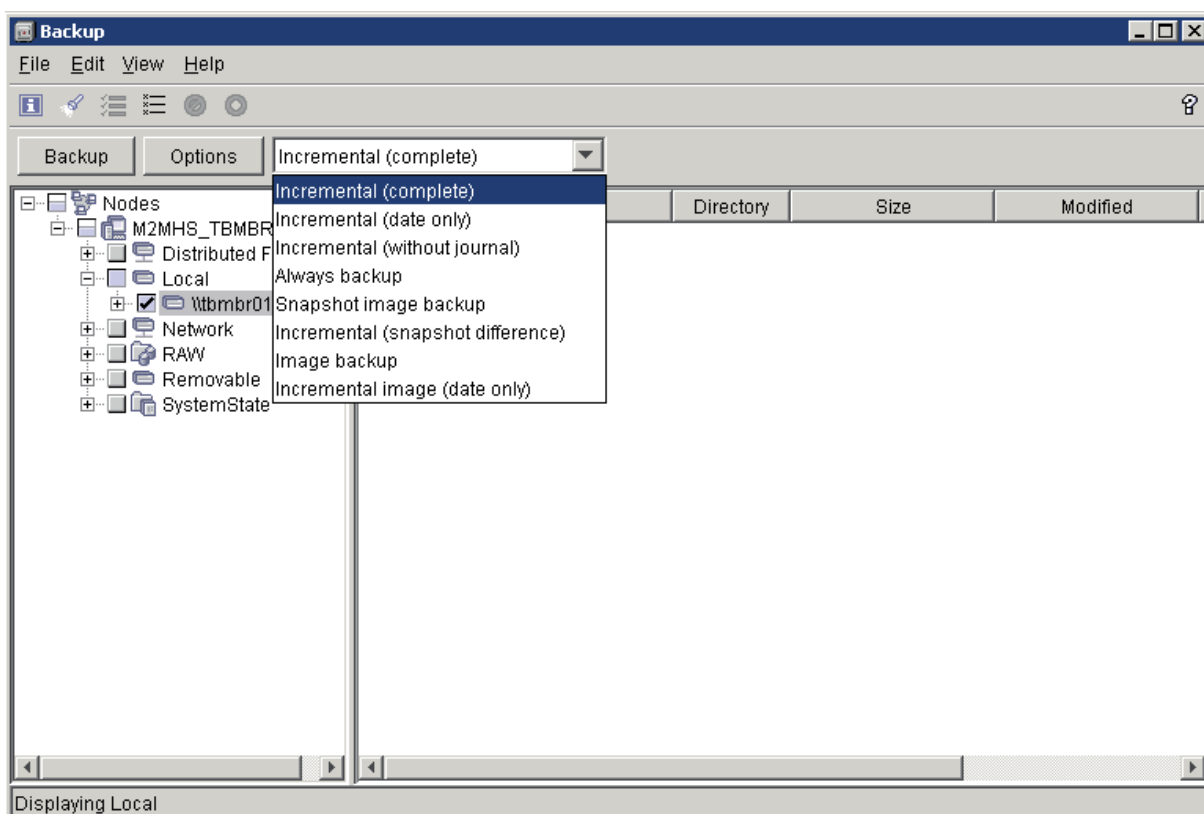 Backup
File Edit View Help
Backup Options Incremental (complete)
Incremental (complete)
Incremental (date only)
Incremental (without journal)
Always backup
Snapshot image backup
Incremental (snapshot difference)
Image backup
Incremental image (date only)
Directory Size Modified
Nodes
M2MHS_TBMBR
Distributed F
Local
\\tbmbr01
Network
RAW
Removable
SystemState
Displaying Local